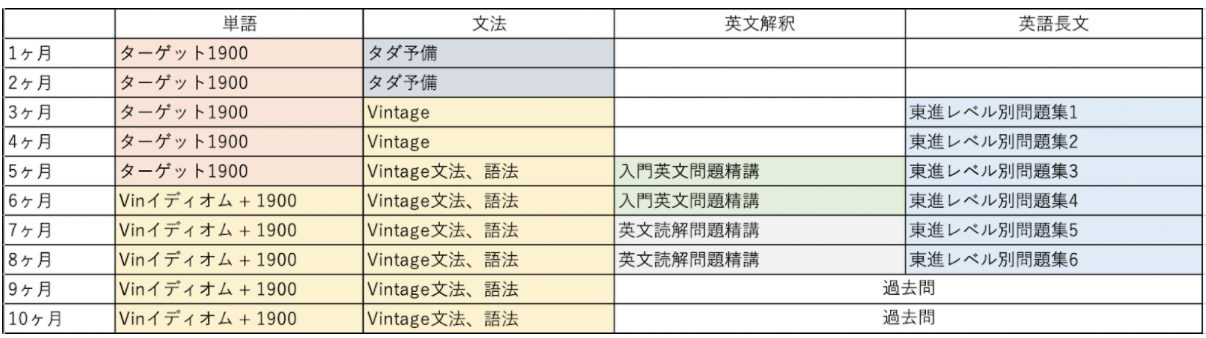 単語 文法 英文解釈 英語長文
1ヶ月 ターゲット1900 タダ予備
2ヶ月 ターゲット1900 タダ予備
3ヶ月 ターゲット1900 Vintage 東進レベル別問題集1
4ヶ月 ターゲット1900 Vintage 東進レベル別問題集2
5ヶ月 ターゲット1900 Vintage文法、語法 入門英文問題精講 東進レベル別問題集3
6ヶ月 Vinイディオム + 1900 Vintage文法、語法 入門英文問題精講 東進レベル別問題集4
7ヶ月 Vinイディオム + 1900 Vintage文法、語法 英文読解問題精講 東進レベル別問題集5
8ヶ月 Vinイディオム + 1900 Vintage文法、語法 英文読解問題精講 東進レベル別問題集6
9ヶ月 Vinイディオム + 1900 Vintage文法、語法 過去問
10ヶ月 Vinイディオム + 1900 Vintage文法、語法 過去問